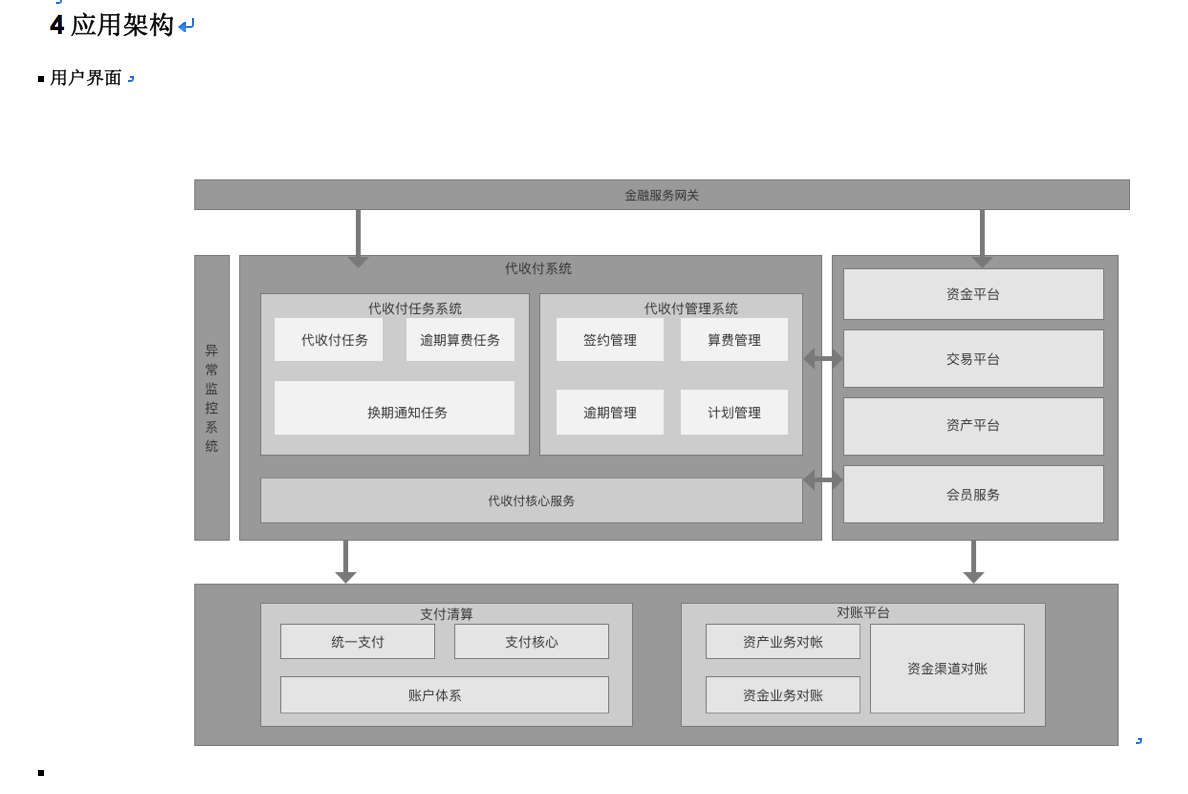 4 应用架构
用户界面
金融服务网关
异常监控系统
代收付系统
代收付任务系统
代收付任务
逾期算费任务
换期通知任务
代收付管理系统
签约管理
算费管理
逾期管理
计划管理
代收付核心服务
资金平台
交易平台
资产平台
会员服务
支付清算
统一支付
支付核心
账户体系
对账平台
资产业务对帐
资金业务对账
资金渠道对账